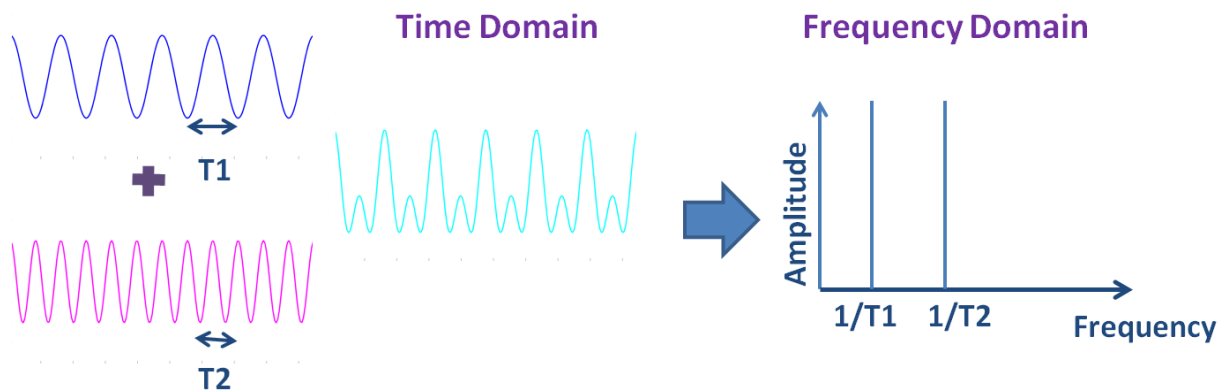 Time Domain
Frequency Domain
T1
T2
Amplitude
1/T1
1/T2
Frequency